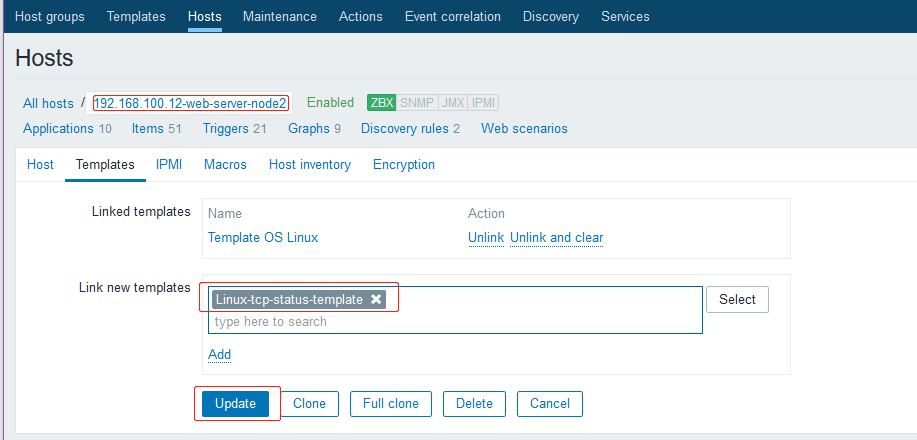 Host groups Templates Hosts Maintenance Actions Event correlation Discovery Services
Hosts
All hosts / 192.168.100.12-web-server-node2 Enabled ZBX SNMP JMX IPMI
Applications 10 Items 51 Triggers 21 Graphs 9 Discovery rules 2 Web scenarios
Host Templates IPMI Macros Host inventory Encryption
Linked templates Name Action
Template OS Linux Unlink Unlink and clear
Link new templates Linux-tcp-status-template Select
type here to search
Add
Update Clone Full clone Delete Cancel